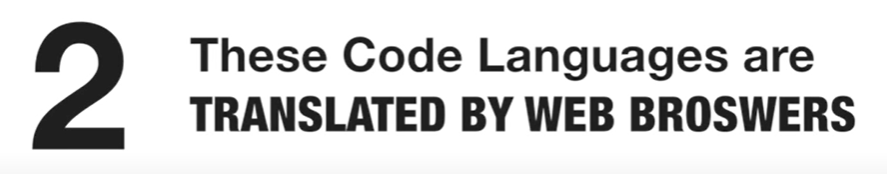 2
These Code Languages are
TRANSLATED BY WEB BROSWERS